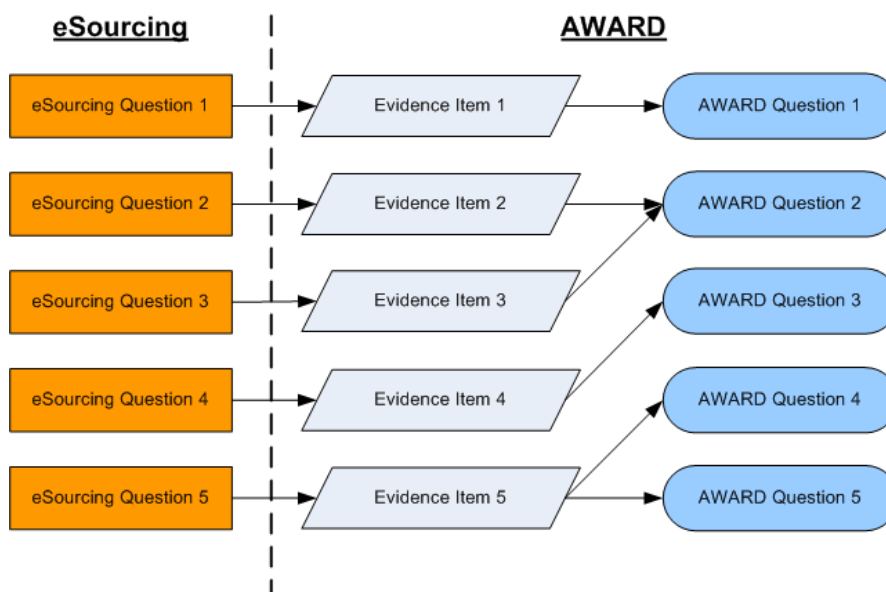 eSourcing
AWARD
eSourcing Question 1
Evidence Item 1
AWARD Question 1
eSourcing Question 2
Evidence Item 2
AWARD Question 2
eSourcing Question 3
Evidence Item 3
AWARD Question 3
eSourcing Question 4
Evidence Item 4
AWARD Question 4
eSourcing Question 5
Evidence Item 5
AWARD Question 5